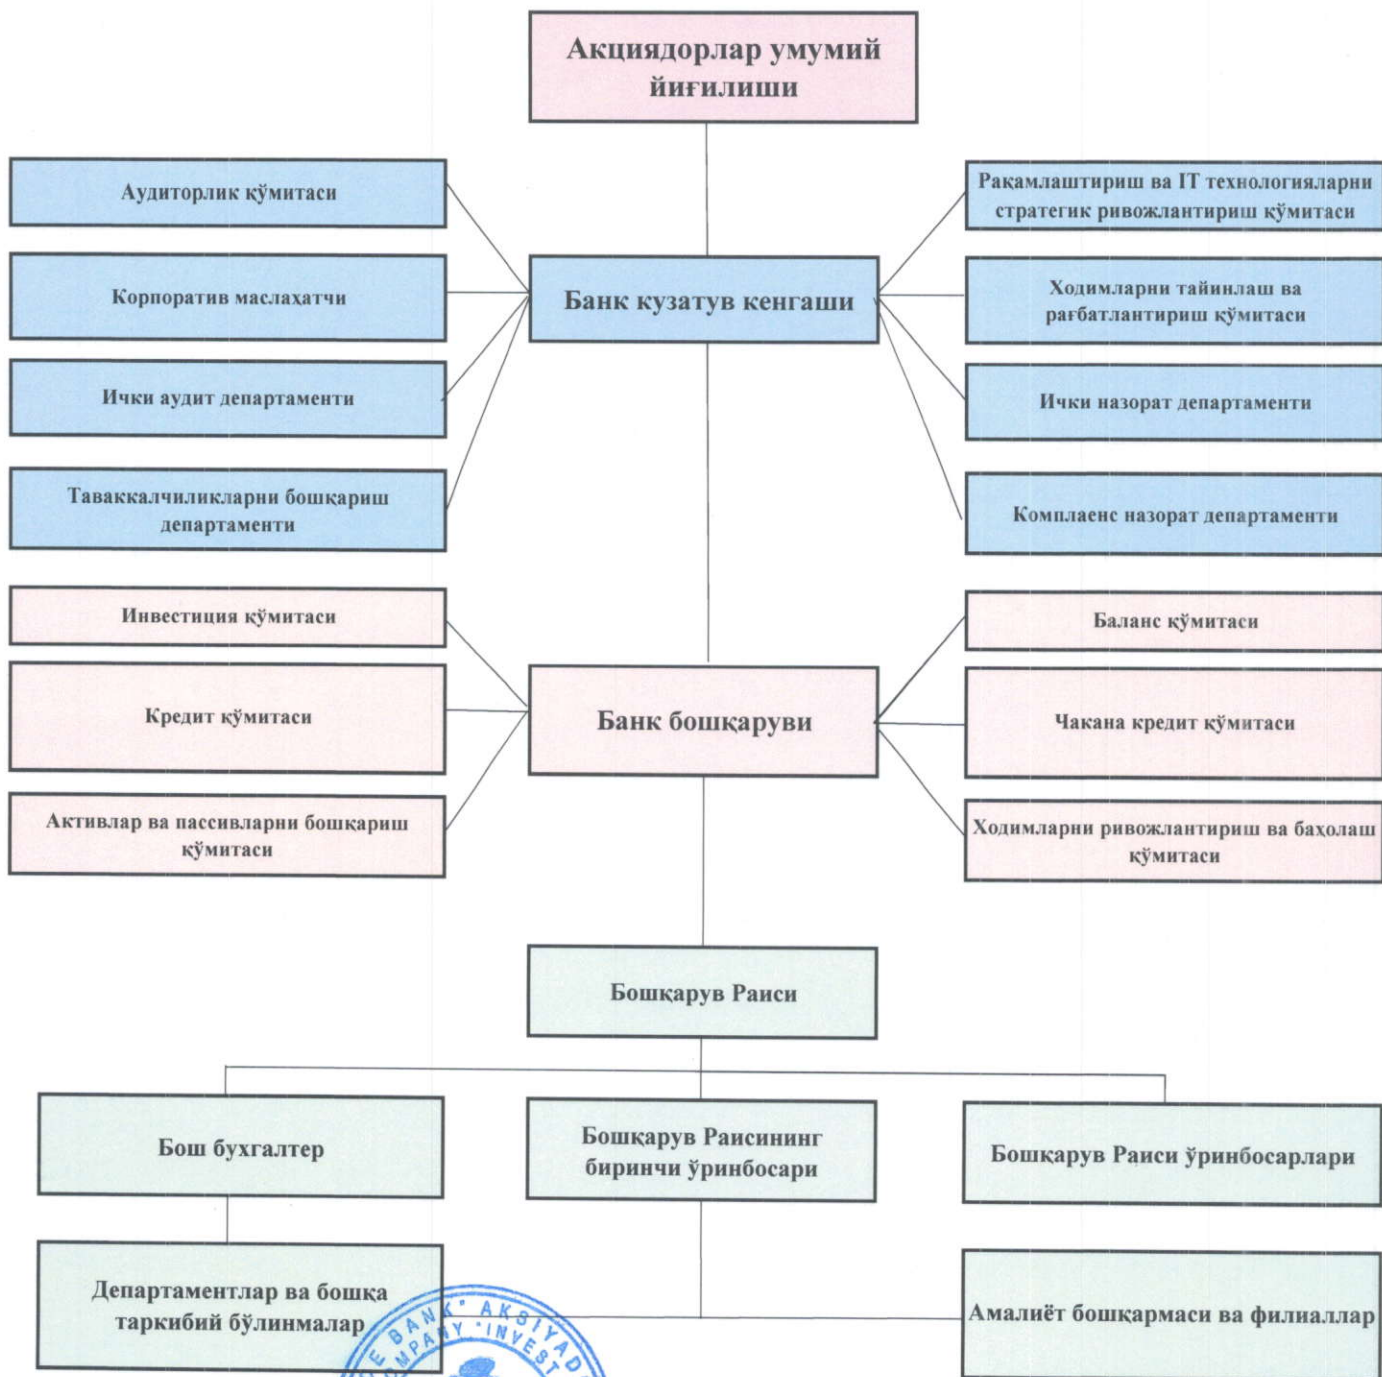 Акциядорлар умумий
йиғилиши
Аудиторлик қўмитаси
Рақамлаштириш ва IT технологияларни
стратегик ривожлантириш қўмитаси
Корпоратив маслаҳатчи
Банк кузатув кенгаши
Ходимларни тайинлаш ва
рағбатлантириш қўмитаси
Ички аудит департаменти
Ички назорат департаменти
Таваккалчиликларни бошқариш
департаменти
Комплаенс назорат департаменти
Инвестиция қўмитаси
Баланс қўмитаси
Кредит қўмитаси
Банк бошқаруви
Чакана кредит қўмитаси
Активлар ва пассивларни бошқариш
қўмитаси
Ходимларни ривожлантириш ва баҳолаш
қўмитаси
Бошқарув Раиси
Бош бухгалтер
Бошқарув Раисининг
биринчи ўринбосари
Бошқарув Раиси ўринбосарлари
Департаментлар ва бошқа
таркибий бўлинмалар
Амалиёт бошқармаси ва филиаллар
BANK" AKSIYAD
"INVEST